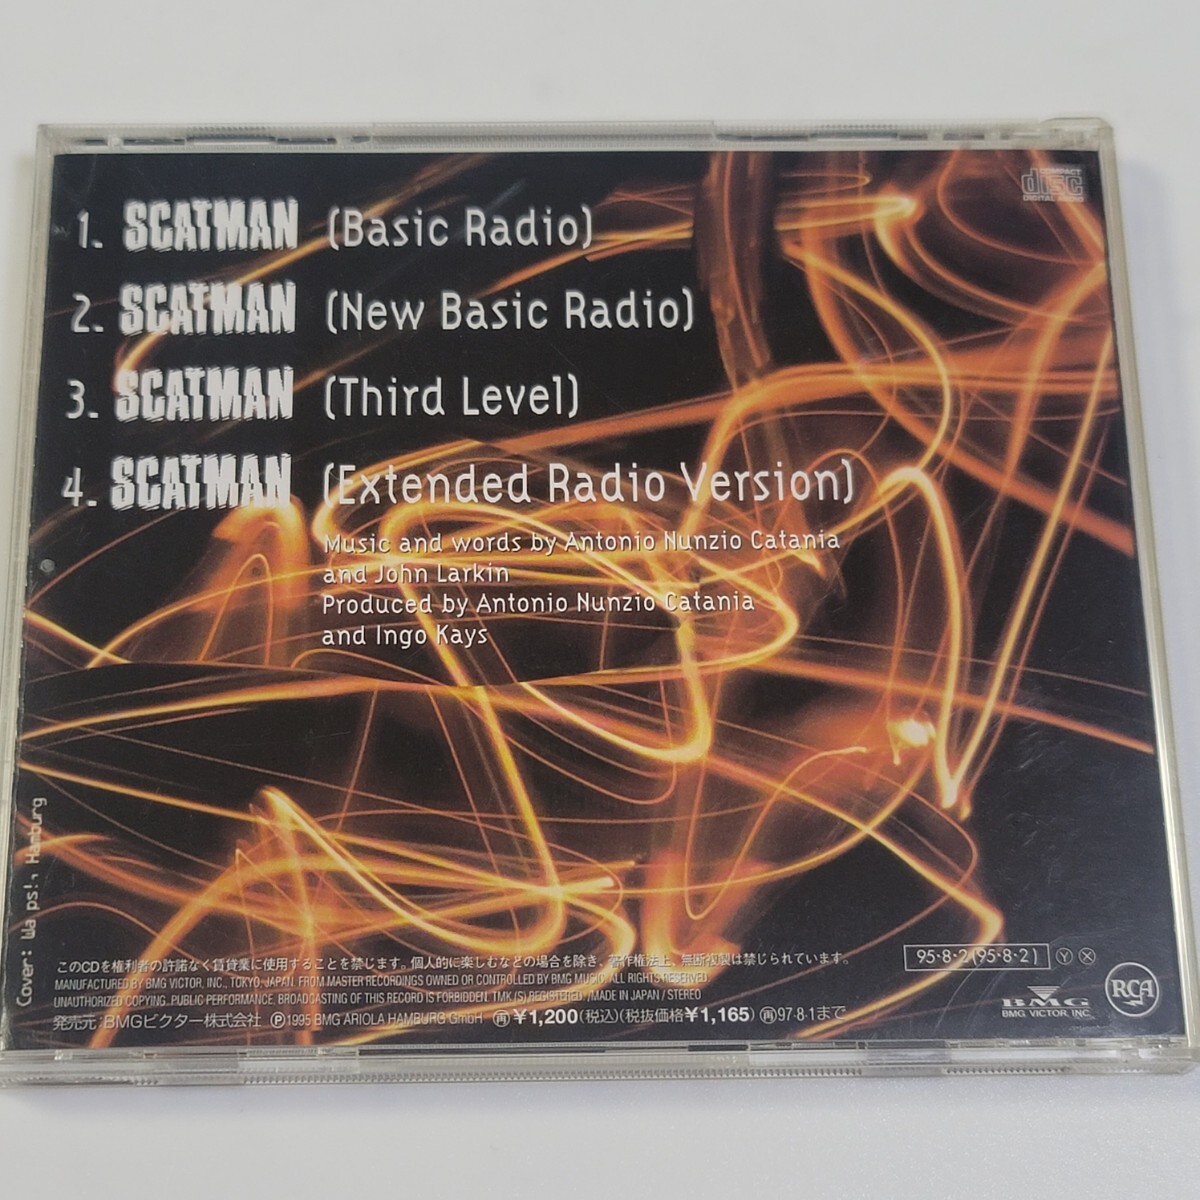 1. SCATMAN (Basic Radio)
2. SCATMAN (New Basic Radio)
3. SCATMAN (Third Level)
4. SCATMAN (Extended Radio Version)
Music and words by Antonio Nunzio Catania
and John Larkin
Produced by Antonio Nunzio Catania
and Ingo Kays
COMPACT
disc
DIGITAL AUDIO
Cover: Wa ps!, Hamburg
このCDを権利者の許諾なく賃貸業に使用することを禁じます。個人的に楽しむなどの場合を除き、著作権法上、無断複製は禁じられています。
MANUFACTURED BY BMG VICTOR, INC., TOKYO, JAPAN. FROM MASTER RECORDINGS OWNED OR CONTROLLED BY BMG MUSIC. ALL RIGHTS RESERVED.
UNAUTHORIZED COPYING, PUBLIC PERFORMANCE, BROADCASTING OF THIS RECORD IS FORBIDDEN. TMK (S) REGISTERED. /MADE IN JAPAN / STEREO
発売元:BMGビクター株式会社 Ⓟ1995 BMG ARIOLA HAMBURG GmbH ㊢¥1,200(税込)(税抜価格¥1,165) ㊢97·8·1まで
95·8·2(95·8·2) Ⓨ Ⓧ
BMG
BMG VICTOR, INC.
RCA